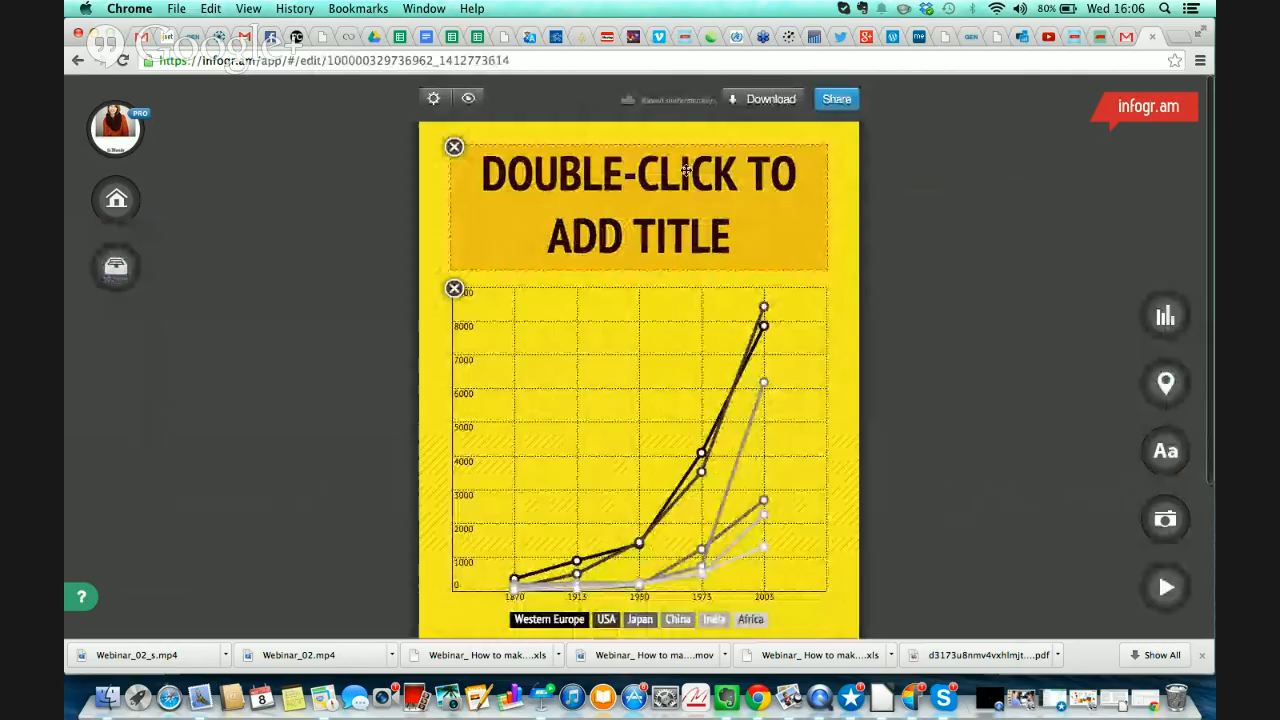 Chrome File Edit View History Bookmarks Window Help 80% Wed 16:06
Google+
https://infogr.am/app/#/edit/100000329736962_1412773614
PRO
Download
Share
infogr.am
DOUBLE-CLICK TO
ADD TITLE
8000
7000
6000
5000
4000
3000
2000
1000
0
1870 1913 1950 1973 2003
Western Europe USA Japan China India Africa
Aa
?
Webinar_02_s.mp4 Webinar_02.mp4 Webinar_ How to mak....xls Webinar_ How to ma....mov Webinar_ How to mak....xls d3173u8nmv4vxhlmjt....pdf Show All